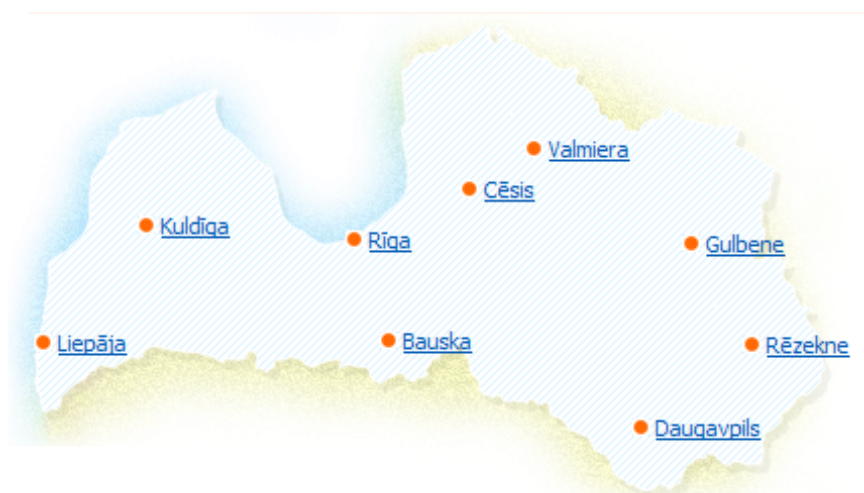 Valmiera
Cēsis
Kuldīga
Rīga
Gulbene
Liepāja
Bauska
Rēzekne
Daugavpils